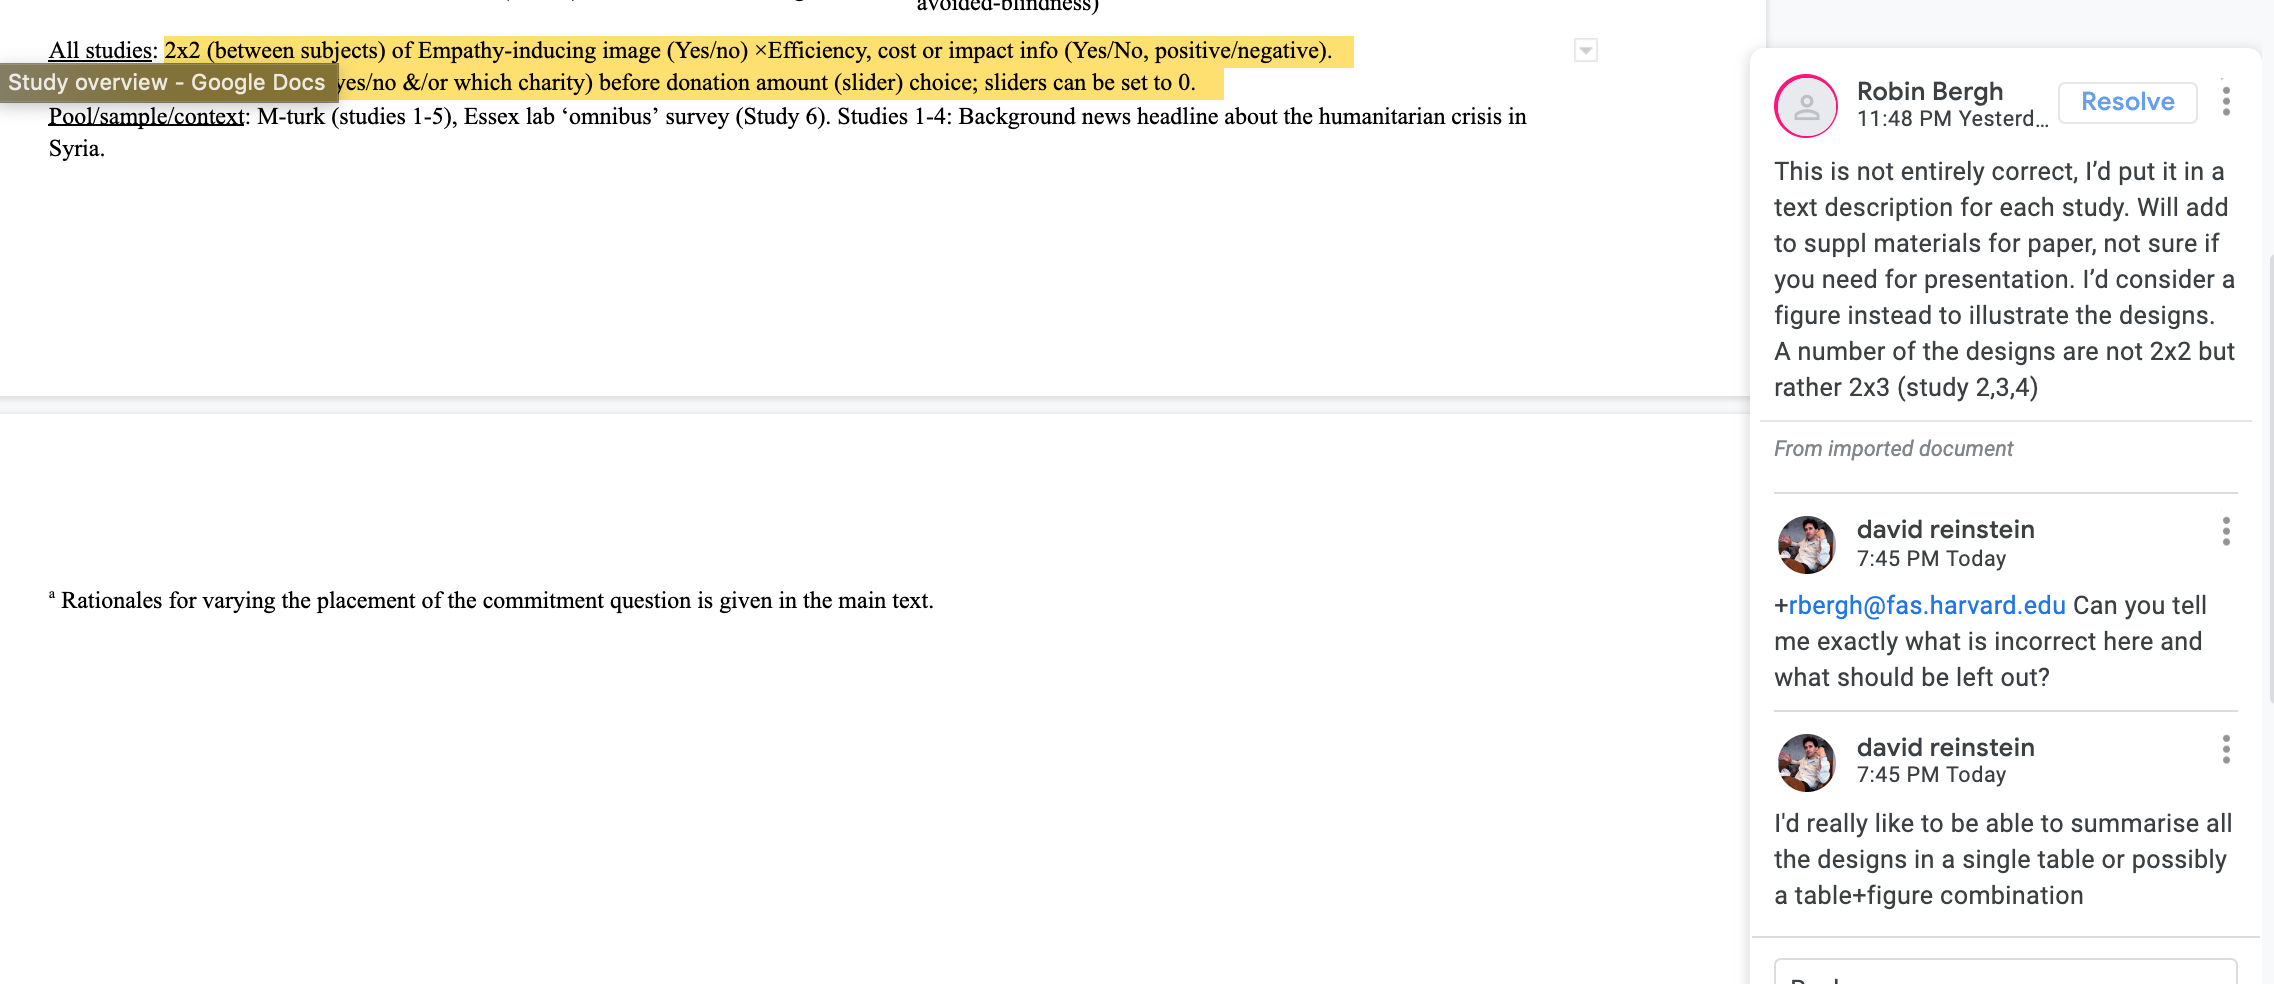 avoided-blindness)
All studies: 2x2 (between subjects) of Empathy-inducing image (Yes/no) ×Efficiency, cost or impact info (Yes/No, positive/negative).
Study overview - Google Docs
yes/no &/or which charity) before donation amount (slider) choice; sliders can be set to 0.
Pool/sample/context: M-turk (studies 1-5), Essex lab ‘omnibus’ survey (Study 6). Studies 1-4: Background news headline about the humanitarian crisis in
Syria.
ᵃ Rationales for varying the placement of the commitment question is given in the main text.
Robin Bergh
11:48 PM Yesterd...
Resolve
This is not entirely correct, I’d put it in a
text description for each study. Will add
to suppl materials for paper, not sure if
you need for presentation. I’d consider a
figure instead to illustrate the designs.
A number of the designs are not 2x2 but
rather 2x3 (study 2,3,4)
From imported document
david reinstein
7:45 PM Today
+rbergh@fas.harvard.edu Can you tell
me exactly what is incorrect here and
what should be left out?
david reinstein
7:45 PM Today
I'd really like to be able to summarise all
the designs in a single table or possibly
a table+figure combination